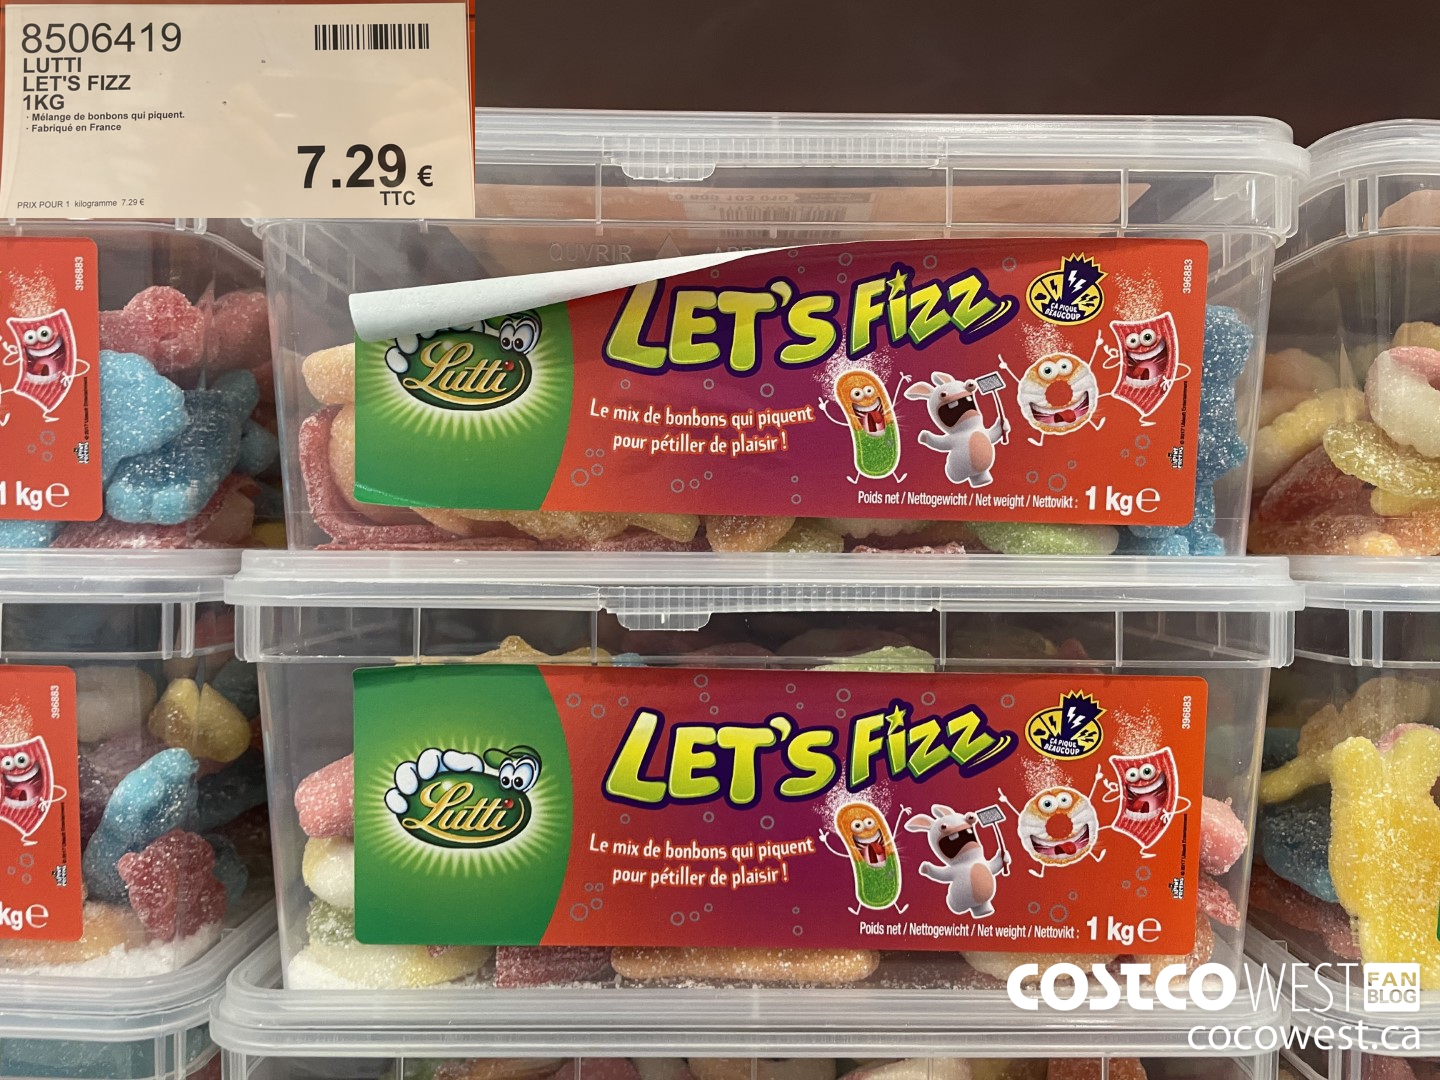 8506419
LUTTI
LET'S FIZZ
1KG
· Mélange de bonbons qui piquent.
· Fabriqué en France
7.29 €
TTC
PRIX POUR 1 kilogramme 7.29 €
OUVRIR
396883
1 kg e
Lutti
LET'S Fizz
ÇA PIQUE
BEAUCOUP
396883
Le mix de bonbons qui piquent
pour pétiller de plaisir !
Poids net / Nettogewicht / Net weight / Nettovikt : 1 kg e
396883
kg e
Lutti
LET'S Fizz
ÇA PIQUE
BEAUCOUP
396883
Le mix de bonbons qui piquent
pour pétiller de plaisir !
Poids net / Nettogewicht / Net weight / Nettovikt : 1 kg e
COSTCO WEST FAN
BLOG
cocowest.ca